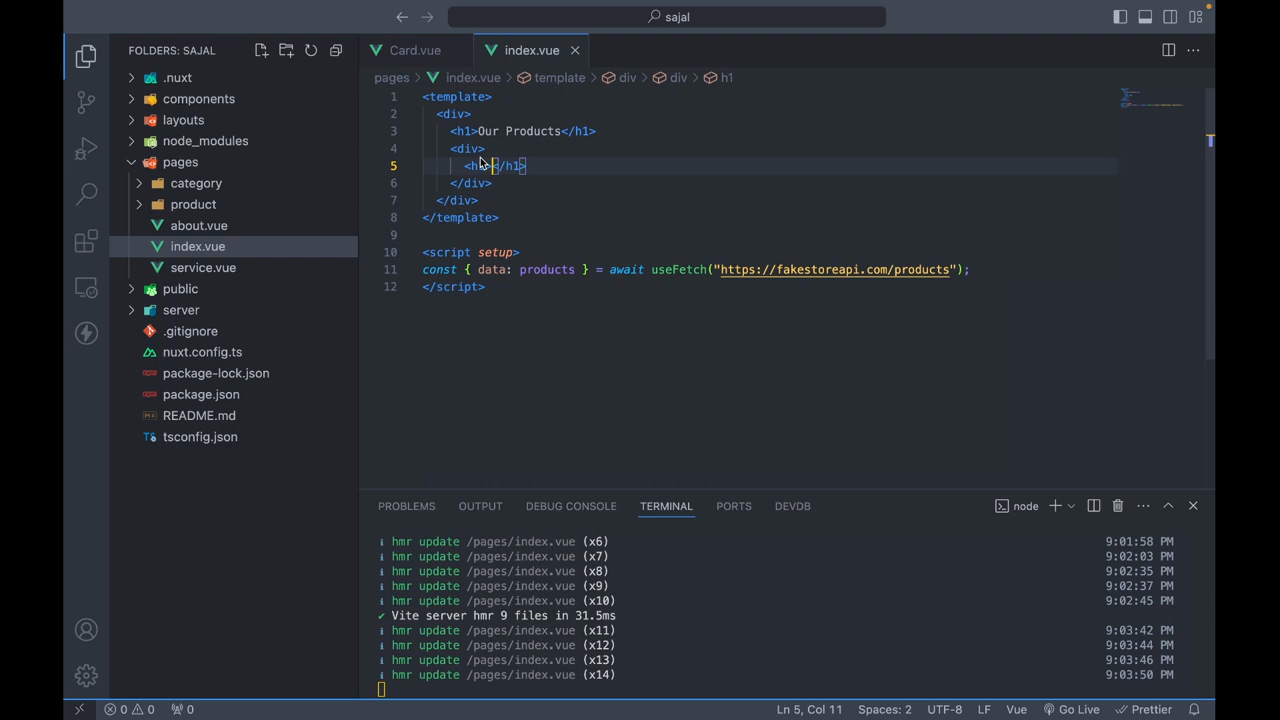 sajal
FOLDERS: SAJAL
.nuxt
components
layouts
node_modules
pages
category
product
about.vue
index.vue
service.vue
public
server
.gitignore
nuxt.config.ts
package-lock.json
package.json
README.md
TS tsconfig.json
Card.vue
index.vue
pages > index.vue > template > div > div > h1
1 <template>
2 <div>
3 <h1>Our Products</h1>
4 <div>
5 <h1></h1>
6 </div>
7 </div>
8 </template>
9
10 <script setup>
11 const { data: products } = await useFetch("https://fakestoreapi.com/products");
12 </script>
PROBLEMS OUTPUT DEBUG CONSOLE TERMINAL PORTS DEVDB
node
i hmr update /pages/index.vue (x6) 9:01:58 PM
i hmr update /pages/index.vue (x7) 9:02:03 PM
i hmr update /pages/index.vue (x8) 9:02:35 PM
i hmr update /pages/index.vue (x9) 9:02:37 PM
i hmr update /pages/index.vue (x10) 9:02:45 PM
✓ Vite server hmr 9 files in 31.5ms
i hmr update /pages/index.vue (x11) 9:03:42 PM
i hmr update /pages/index.vue (x12) 9:03:44 PM
i hmr update /pages/index.vue (x13) 9:03:46 PM
i hmr update /pages/index.vue (x14) 9:03:50 PM
0 0 0 Ln 5, Col 11 Spaces: 2 UTF-8 LF Vue Go Live Prettier